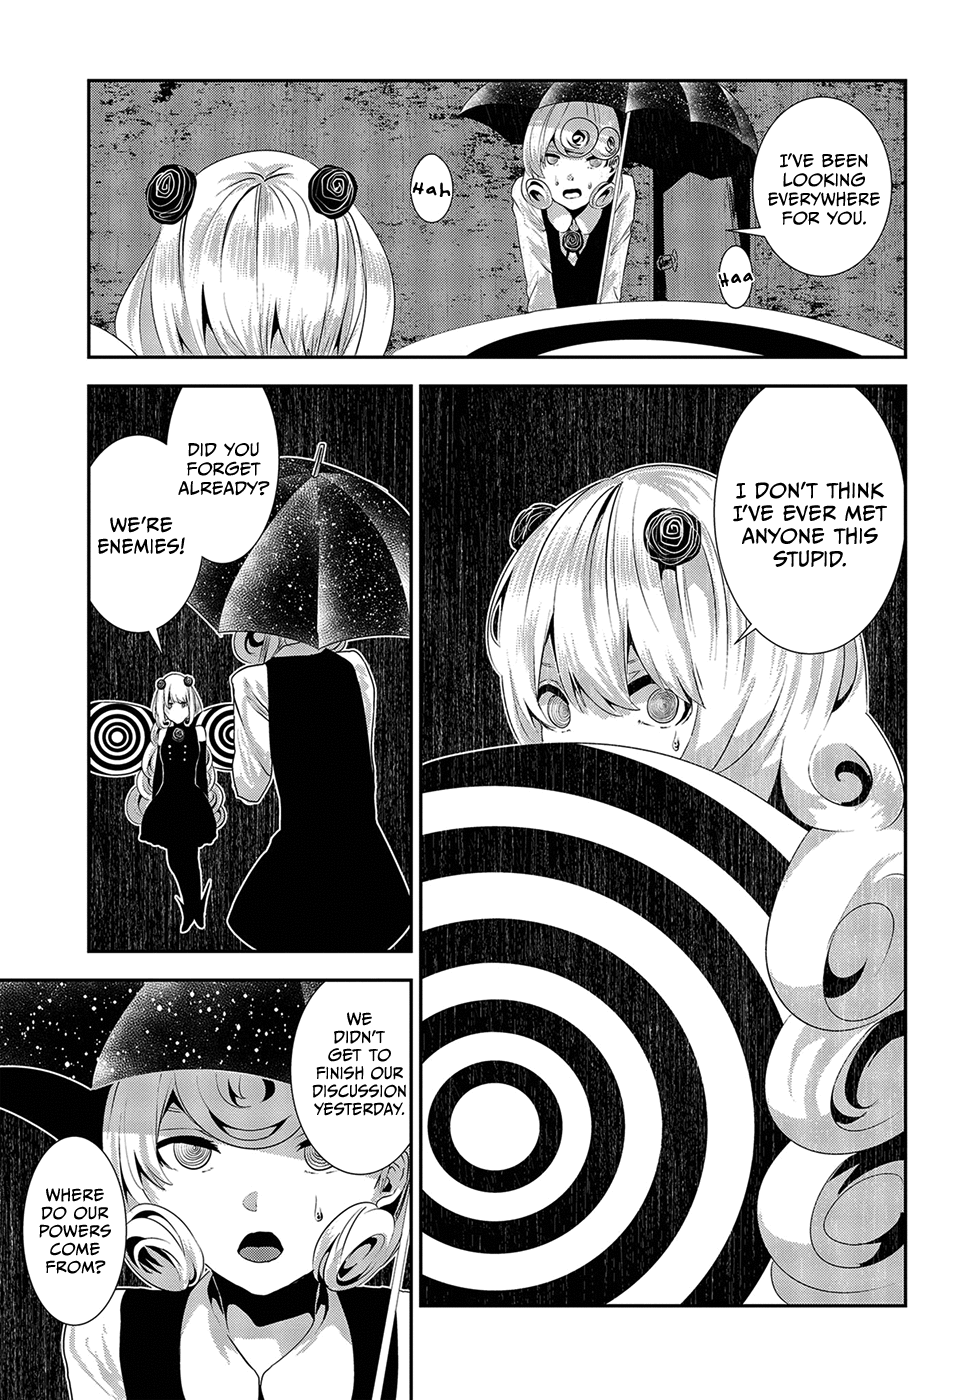 I'VE BEEN
LOOKING
EVERYWHERE
FOR YOU.
Haa
Hah
I DON'T THINK
I'VE EVER MET
ANYONE THIS
STUPID.
DID YOU
FORGET
ALREADY?
WE'RE
ENEMIES!
WE
DIDN'T
GET TO
FINISH OUR
DISCUSSION
YESTERDAY.
WHERE
DO OUR
POWERS
COME
FROM?